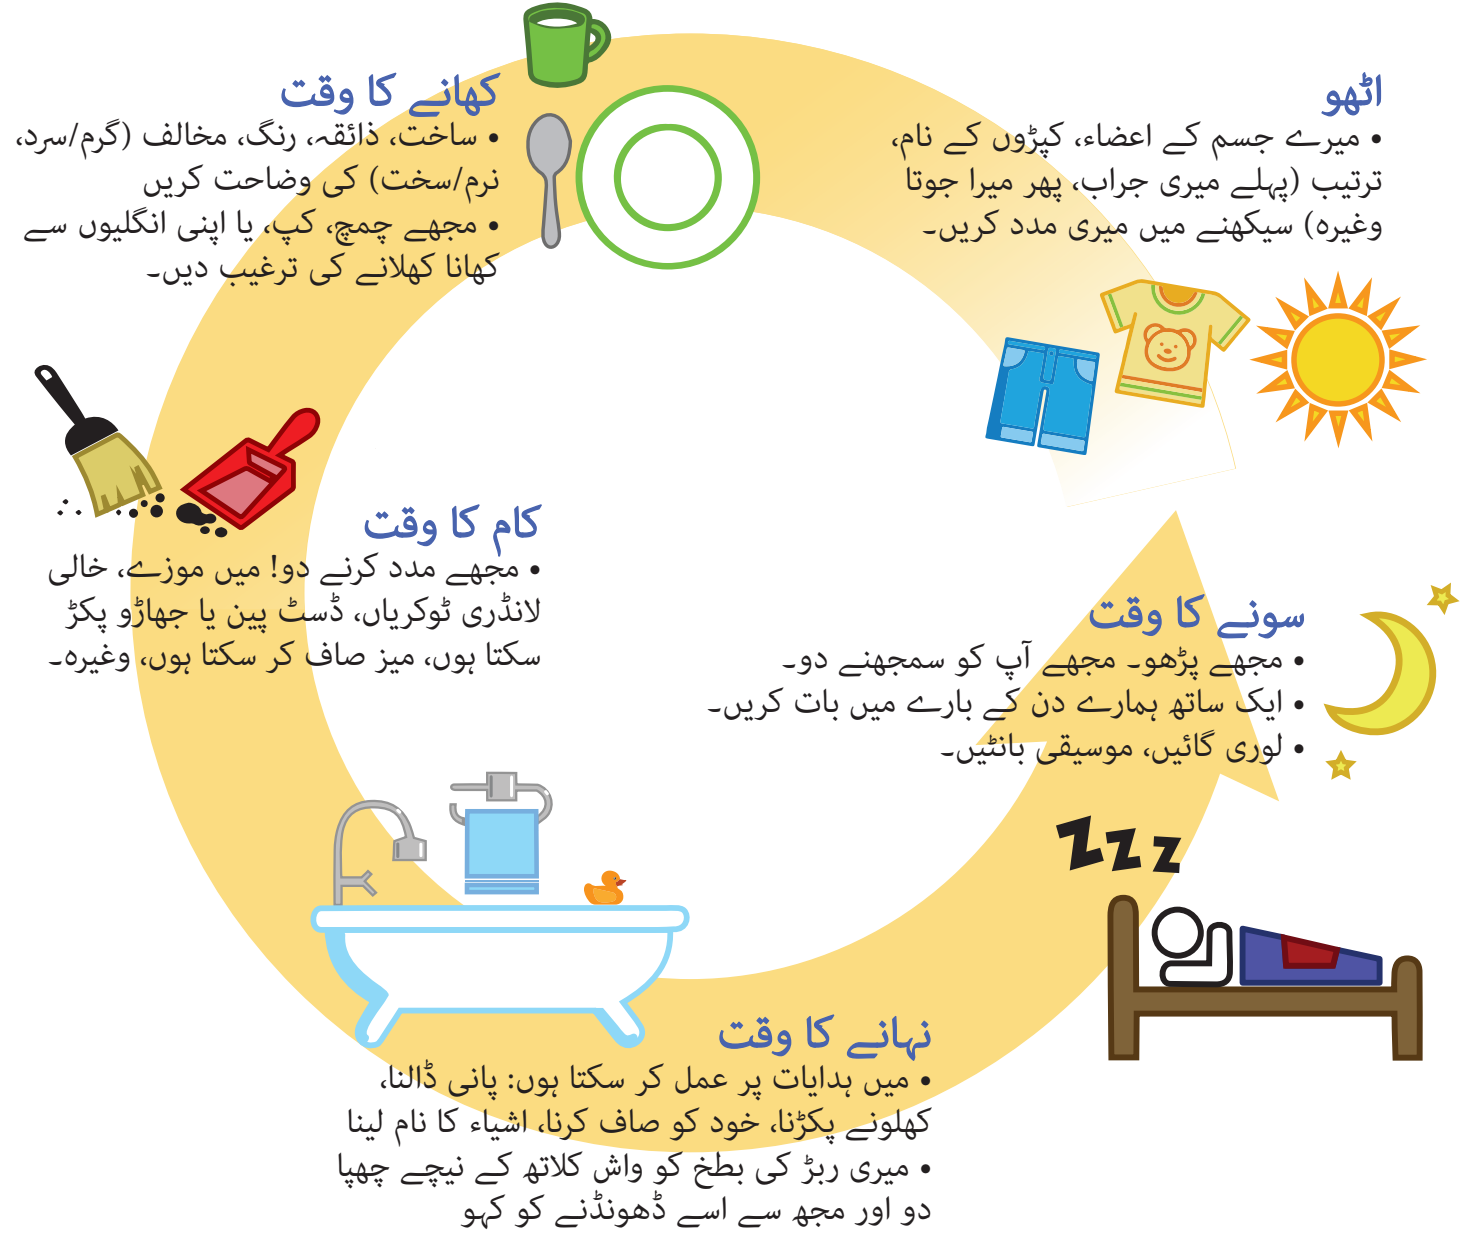 اٹھو
• میرے جسم کے اعضاء، کپڑوں کے نام،
ترتیب (پہلے میری جراب، پھر میرا جوتا
وغیرہ) سیکھنے میں میری مدد کریں۔
کھانے کا وقت
• ساخت، ذائقہ، رنگ، مخالف (گرم/سرد،
نرم/سخت) کی وضاحت کریں
• مجھے چمچ، کپ، یا اپنی انگلیوں سے
کھانا کھلانے کی ترغیب دیں۔
کام کا وقت
• مجھے مدد کرنے دو! میں موزے، خالی
لانڈری ٹوکریاں، ڈسٹ پین یا جھاڑو پکڑ
سکتا ہوں، میز صاف کر سکتا ہوں، وغیرہ۔
نہانے کا وقت
• میں ہدایات پر عمل کر سکتا ہوں: پانی ڈالنا،
کھلونے پکڑنا، خود کو صاف کرنا، اشیاء کا نام لینا
• میری ربڑ کی بطخ کو واش کلاتھ کے نیچے چھپا
دو اور مجھ سے اسے ڈھونڈنے کو کہو
سونے کا وقت
• مجھے پڑھو۔ مجھے آپ کو سمجھنے دو۔
• ایک ساتھ ہمارے دن کے بارے میں بات کریں۔
• لوری گائیں، موسیقی بانٹیں۔
ZZZ